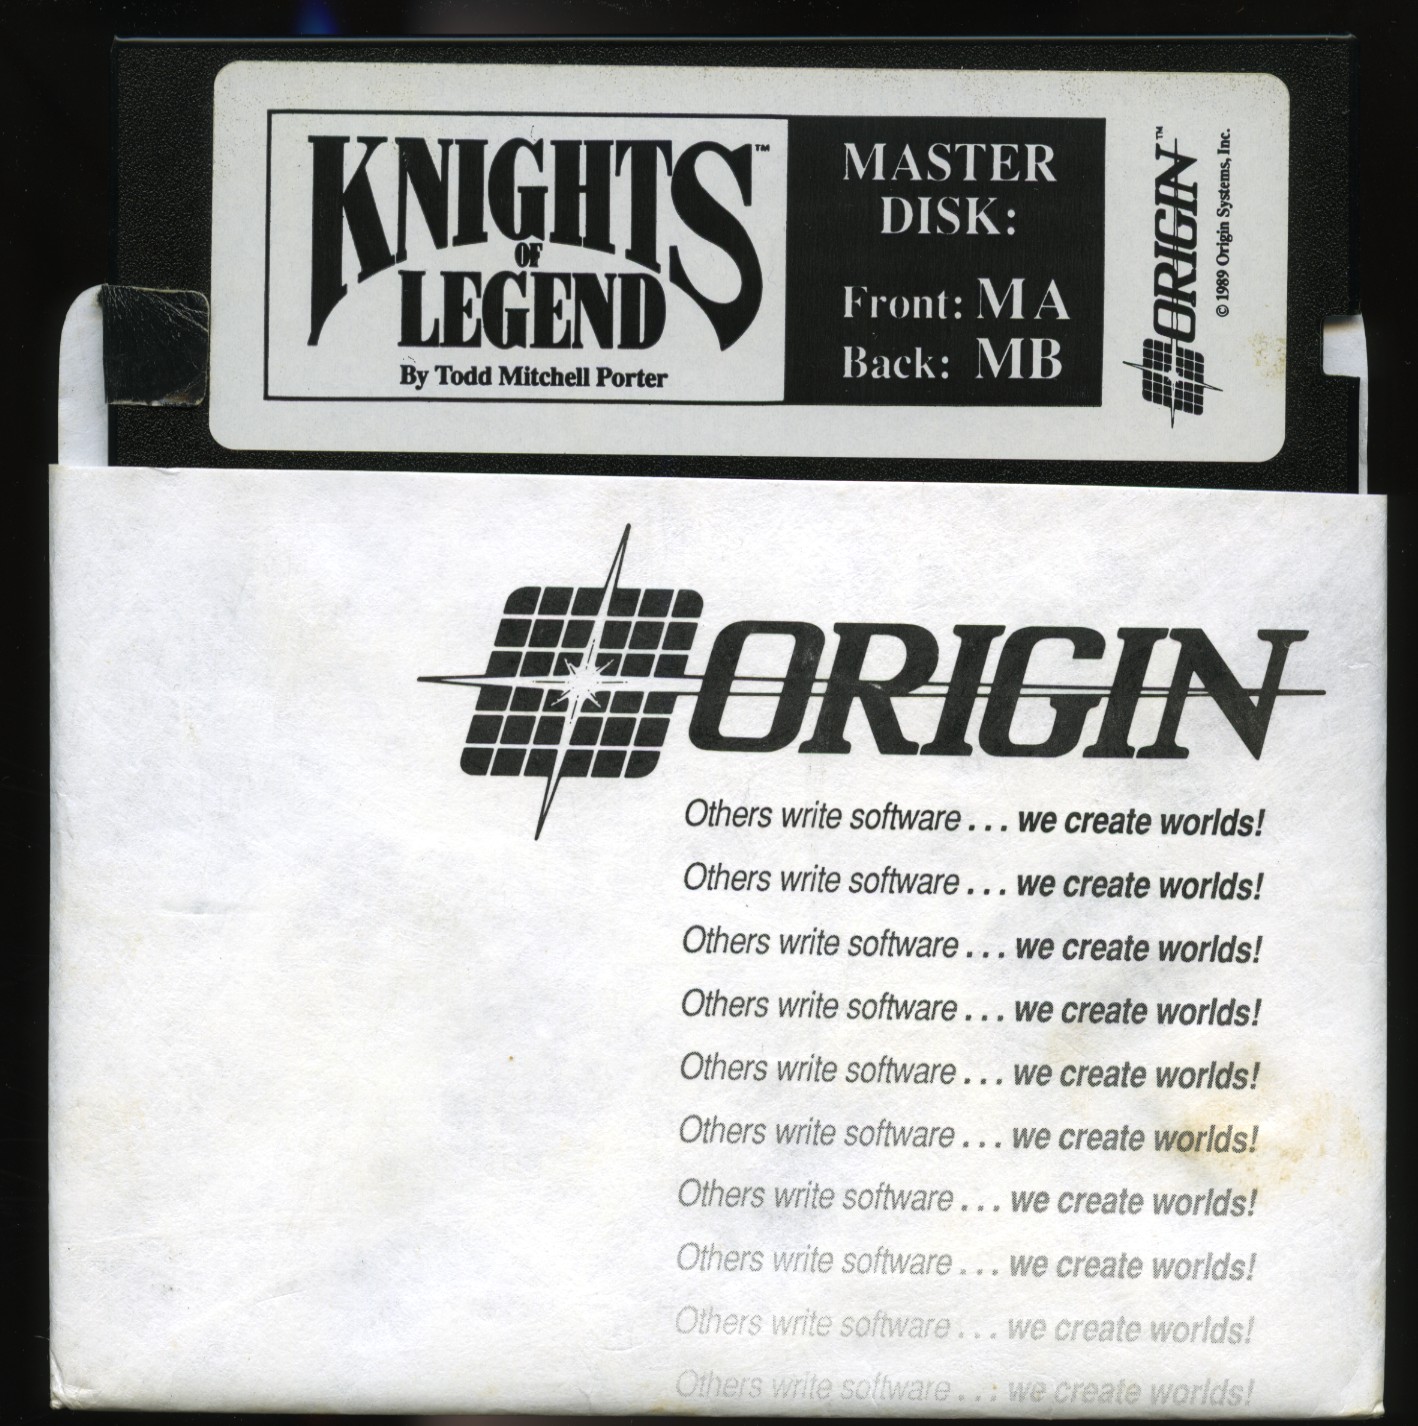 KNIGHTS™
OF
LEGEND
By Todd Mitchell Porter
MASTER
DISK:
Front: MA
Back: MB
ORIGIN™
© 1989 Origin Systems, Inc.
ORIGIN
Others write software... we create worlds!
Others write software... we create worlds!
Others write software... we create worlds!
Others write software... we create worlds!
Others write software... we create worlds!
Others write software... we create worlds!
Others write software... we create worlds!
Others write software... we create worlds!
Others write software... we create worlds!
Others write software... we create worlds!